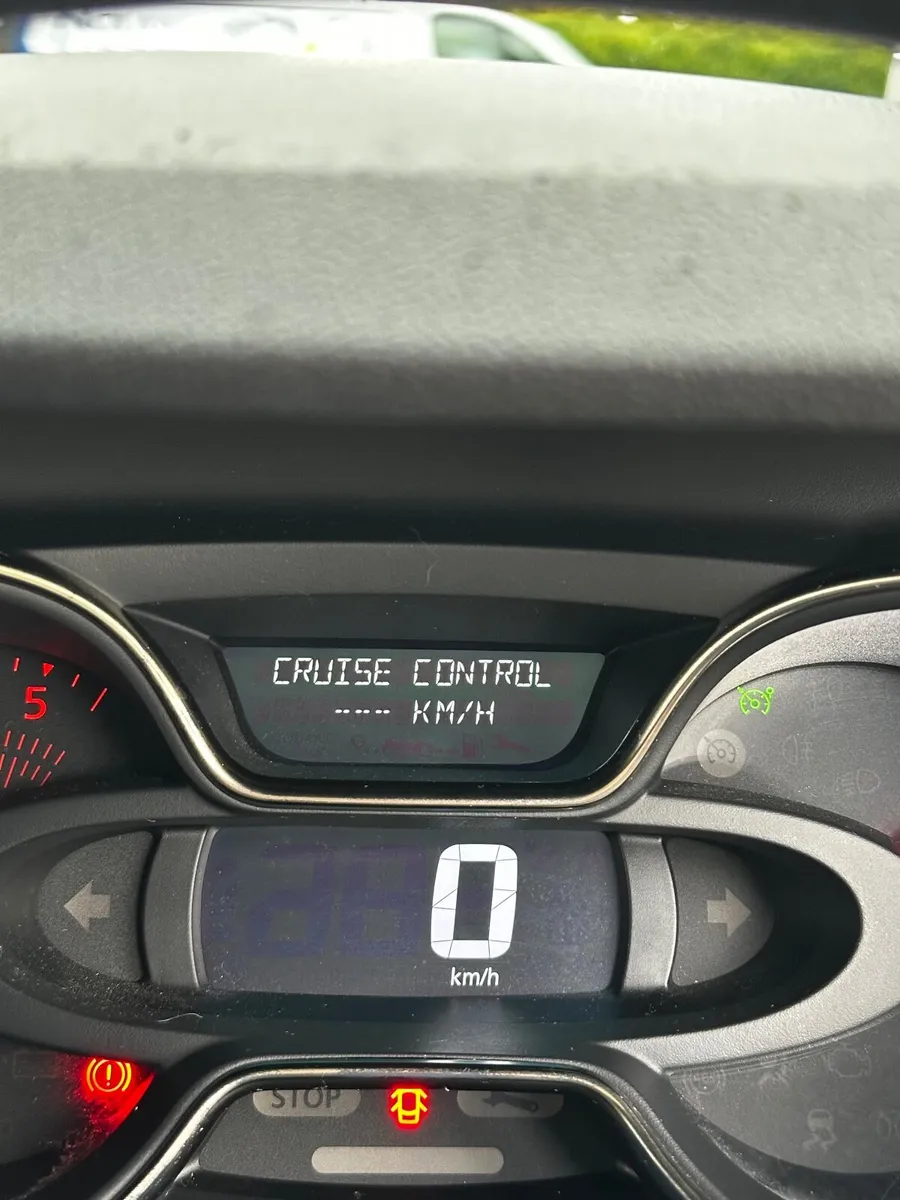 CRUISE CONTROL
---- KM/H
5
0
km/h
STOP